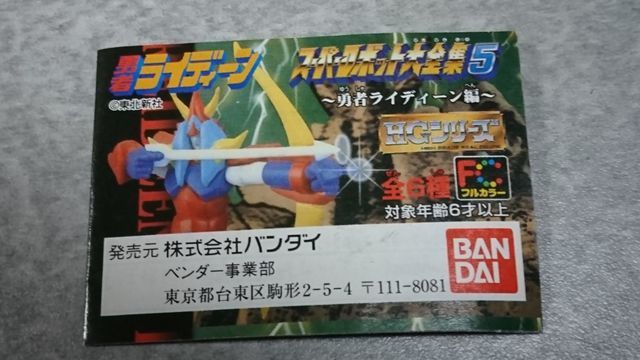 勇者ライディーン
©東北新社
スーパーロボット大全集5
～勇者ライディーン編～
HGシリーズ
全6種
FC
フルカラー
対象年齢6才以上
発売元 株式会社バンダイ
ベンダー事業部
東京都台東区駒形2-5-4 〒111-8081
BAN
DAI